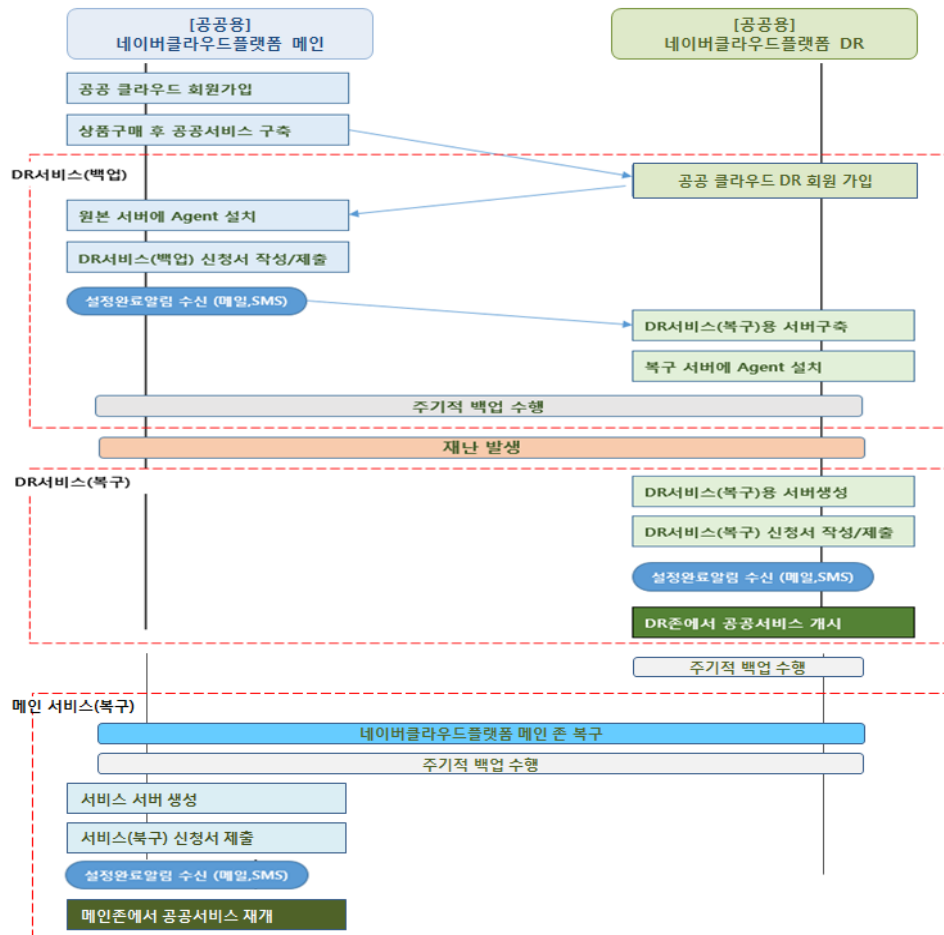 [공공용]
네이버클라우드플랫폼 메인
[공공용]
네이버클라우드플랫폼 DR
공공 클라우드 회원가입
상품구매 후 공공서비스 구축
DR서비스(백업)
공공 클라우드 DR 회원 가입
원본 서버에 Agent 설치
DR서비스(백업) 신청서 작성/제출
설정완료알림 수신 (메일,SMS)
DR서비스(복구)용 서버구축
복구 서버에 Agent 설치
주기적 백업 수행
재난 발생
DR서비스(복구)
DR서비스(복구)용 서버생성
DR서비스(복구) 신청서 작성/제출
설정완료알림 수신 (메일,SMS)
DR존에서 공공서비스 개시
주기적 백업 수행
메인 서비스(복구)
네이버클라우드플랫폼 메인 존 복구
주기적 백업 수행
서비스 서버 생성
서비스(북구) 신청서 제출
설정완료알림 수신 (메일,SMS)
메인존에서 공공서비스 재개